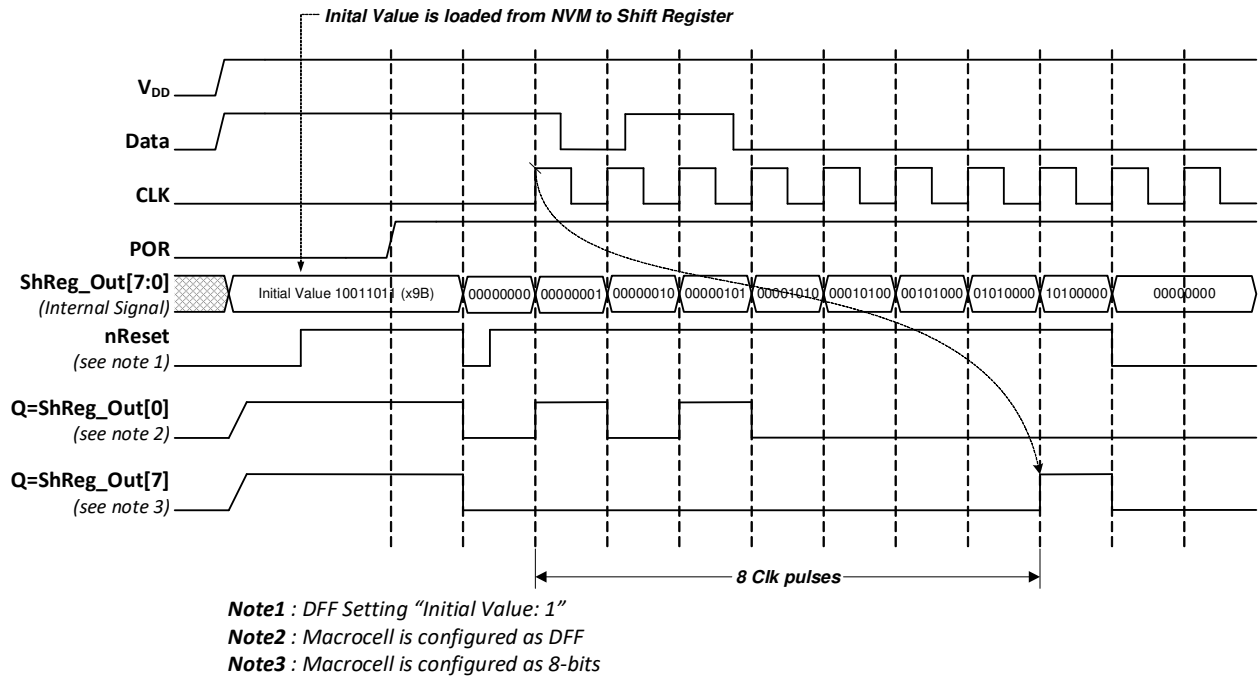 Inital Value is loaded from NVM to Shift Register
VDD
Data
CLK
POR
ShReg_Out[7:0]
(Internal Signal)
Initial Value 10011011 (x9B) 00000000 00000001 00000010 00000101 00001010 00010100 00101000 01010000 10100000 00000000
nReset
(see note 1)
Q=ShReg_Out[0]
(see note 2)
Q=ShReg_Out[7]
(see note 3)
8 Clk pulses
Note1 : DFF Setting “Initial Value: 1”
Note2 : Macrocell is configured as DFF
Note3 : Macrocell is configured as 8-bits